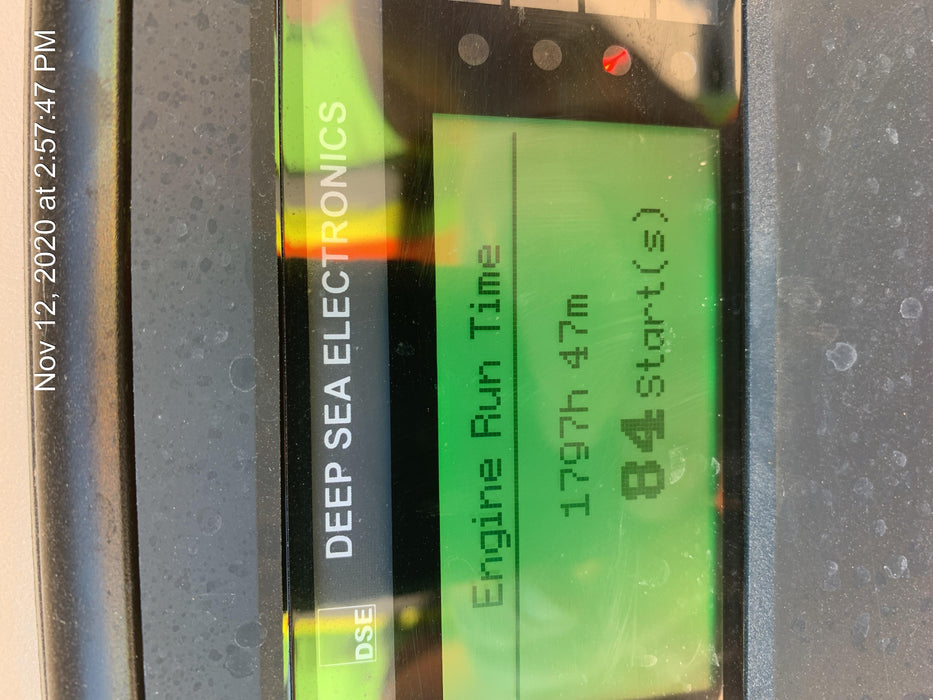 Nov 12, 2020 at 2:57:47 PM
DSE DEEP SEA ELECTRONICS
Engine Run Time
1797h 47m
84 Start(s)